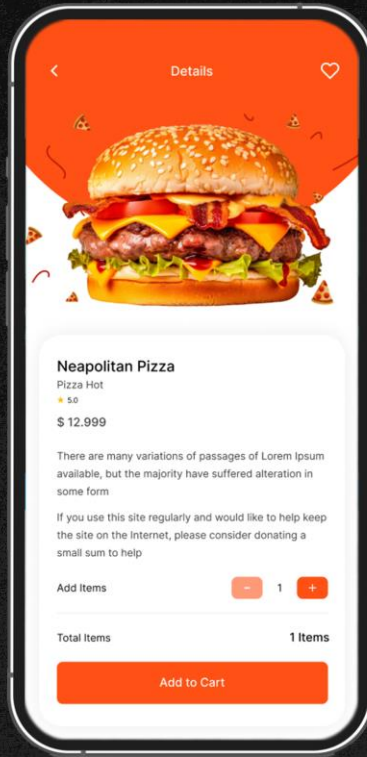 Details
Neapolitan Pizza
Pizza Hot
5.0
$ 12.999
There are many variations of passages of Lorem Ipsum
available, but the majority have suffered alteration in
some form
If you use this site regularly and would like to help keep
the site on the Internet, please consider donating a
small sum to help
Add Items - 1 +
Total Items 1 Items
Add to Cart